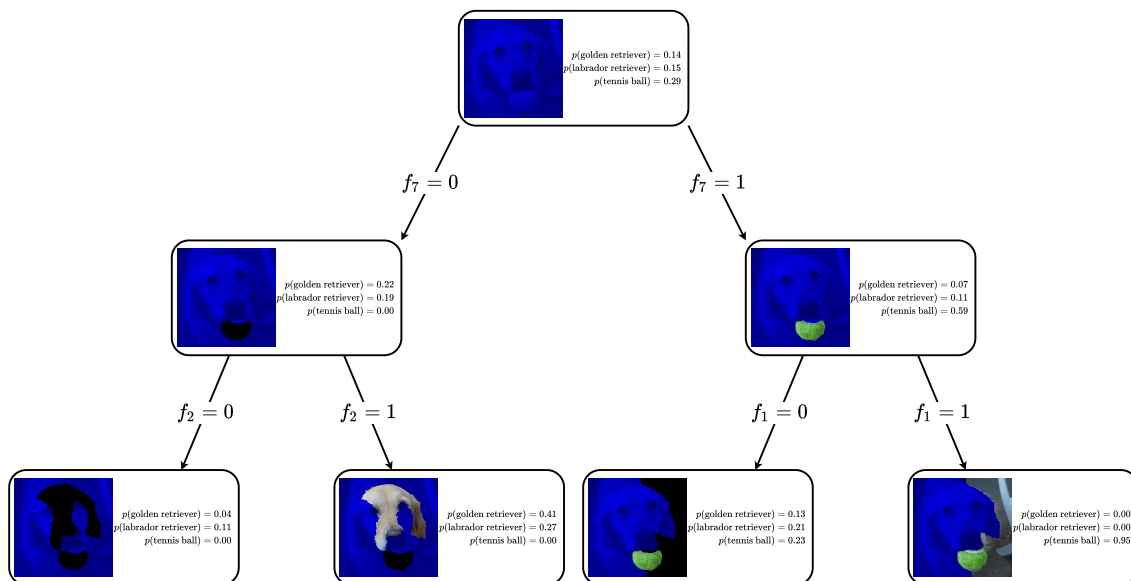 p(golden retriever) = 0.14
p(labrador retriever) = 0.15
p(tennis ball) = 0.29
f₇ = 0
f₇ = 1
p(golden retriever) = 0.22
p(labrador retriever) = 0.19
p(tennis ball) = 0.00
p(golden retriever) = 0.07
p(labrador retriever) = 0.11
p(tennis ball) = 0.59
f₂ = 0
f₂ = 1
f₁ = 0
f₁ = 1
p(golden retriever) = 0.04
p(labrador retriever) = 0.11
p(tennis ball) = 0.00
p(golden retriever) = 0.41
p(labrador retriever) = 0.27
p(tennis ball) = 0.00
p(golden retriever) = 0.13
p(labrador retriever) = 0.21
p(tennis ball) = 0.23
p(golden retriever) = 0.00
p(labrador retriever) = 0.00
p(tennis ball) = 0.95